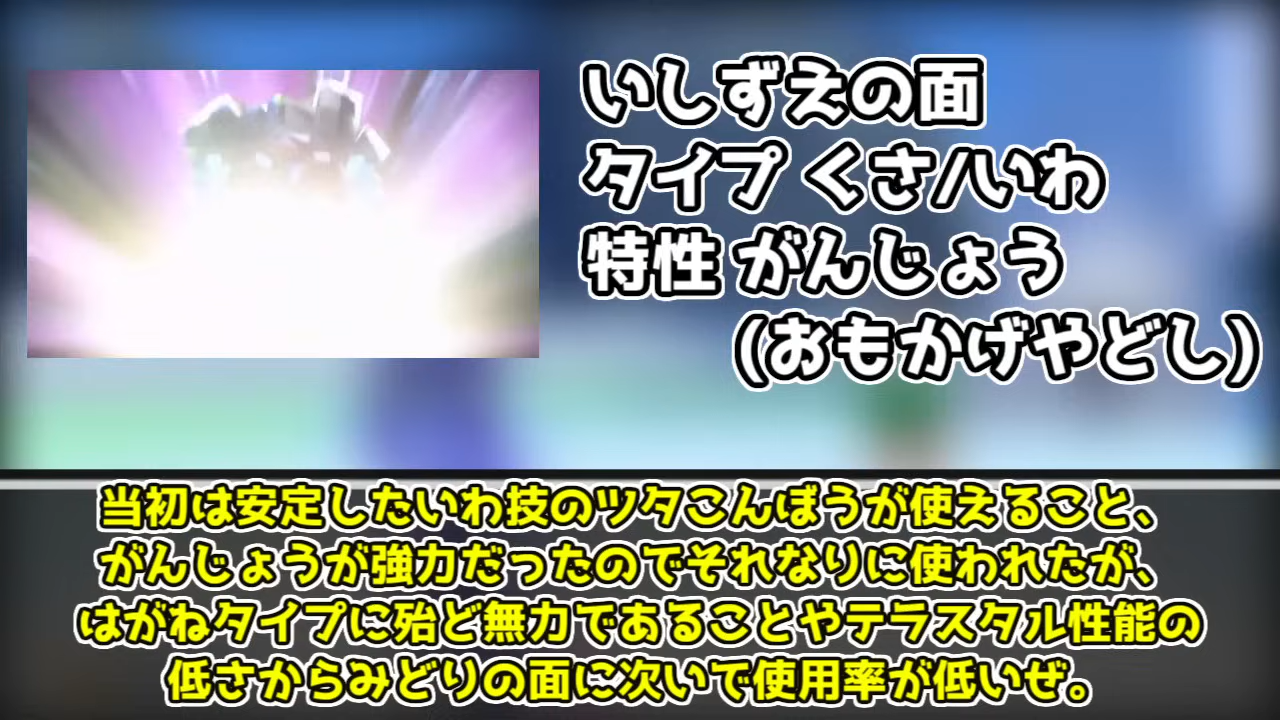 いしずえの面
タイプ くさ/いわ
特性 がんじょう
(おもかげやどし)
当初は安定したいわ技のツタこんぼうが使えること、
がんじょうが強力だったのでそれなりに使われたが、
はがねタイプに殆ど無力であることやテラスタル性能の
低さからみどりの面に次いで使用率が低いぜ。